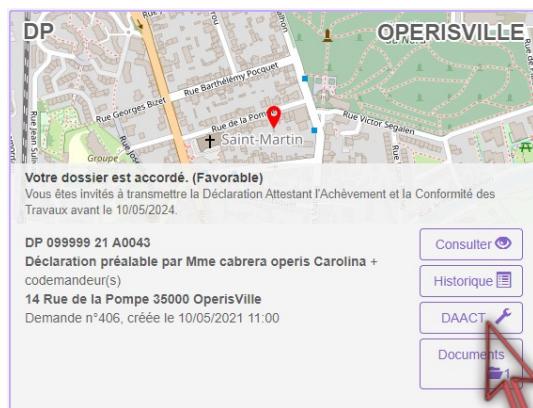 DP
OPERISVILLE
Rue Barthélémy Pocquet
Rue Georges Bizet
Rue de la Pom
Rue Victor Segalen
Saint-Martin
Groupe
Votre dossier est accordé. (Favorable)
Vous êtes invités à transmettre la Déclaration Attestant l'Achèvement et la Conformité des
Travaux avant le 10/05/2024.
DP 099999 21 A0043
Déclaration préalable par Mme cabrera operis Carolina +
codemandeur(s)
14 Rue de la Pompe 35000 OperisVille
Demande n°406, créée le 10/05/2021 11:00
Consulter
Historique
DAACT
Documents
1